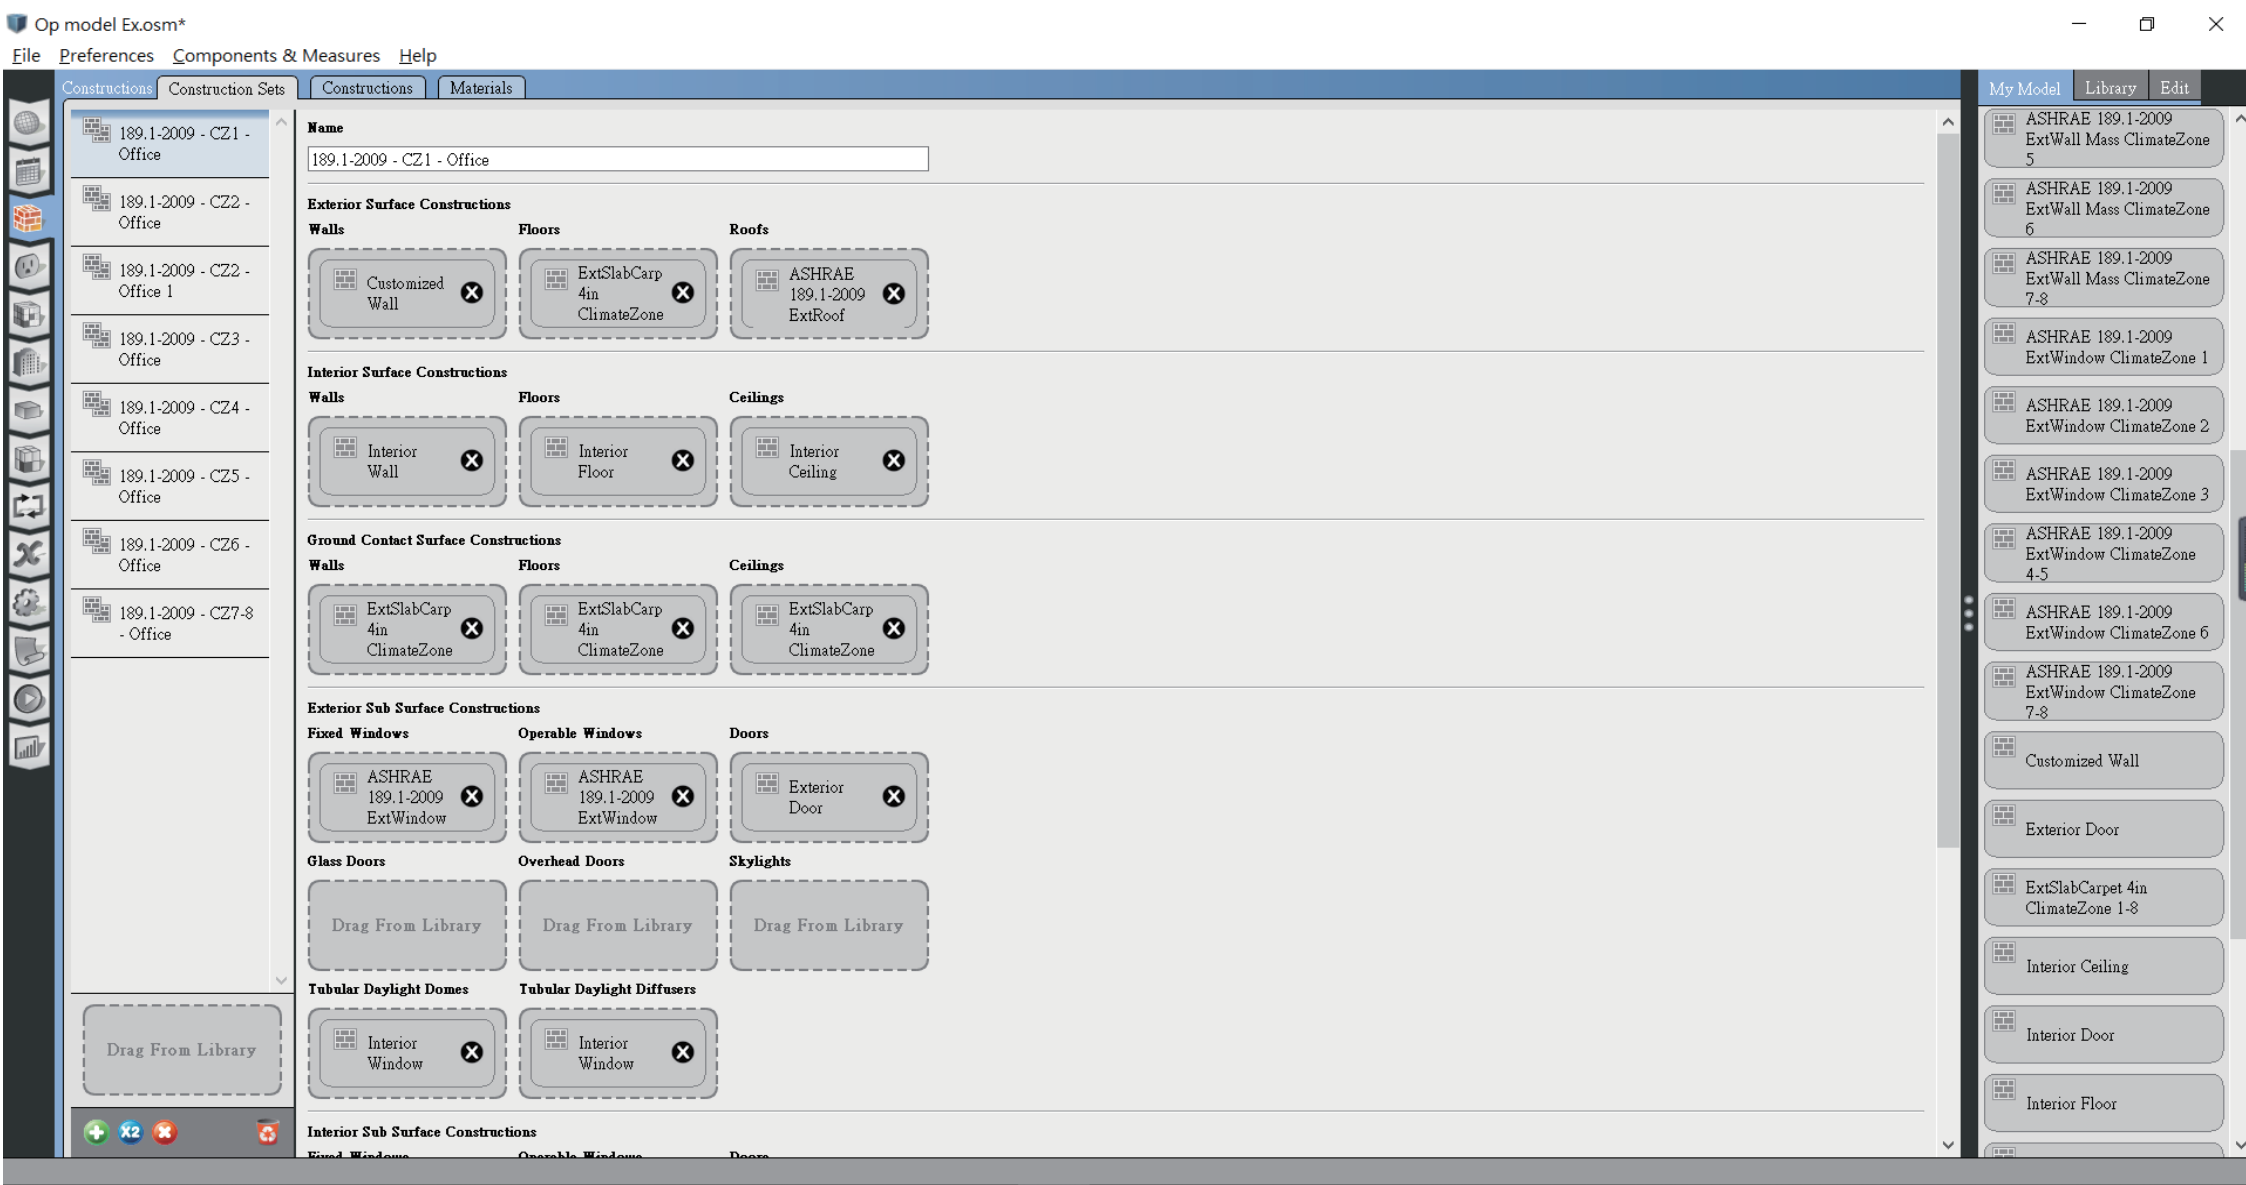 Op model Ex.osm*
File Preferences Components & Measures Help
Constructions Construction Sets Constructions Materials
My Model Library Edit
189.1-2009 - CZ1 -
Office
189.1-2009 - CZ2 -
Office
189.1-2009 - CZ2 -
Office 1
189.1-2009 - CZ3 -
Office
189.1-2009 - CZ4 -
Office
189.1-2009 - CZ5 -
Office
189.1-2009 - CZ6 -
Office
189.1-2009 - CZ7-8
- Office
Drag From Library
X2
Name
189.1-2009 - CZ1 - Office
Exterior Surface Constructions
Walls Floors Roofs
Customized
Wall
ExtSlabCarp
4in
ClimateZone
ASHRAE
189.1-2009
ExtRoof
Interior Surface Constructions
Walls Floors Ceilings
Interior
Wall
Interior
Floor
Interior
Ceiling
Ground Contact Surface Constructions
Walls Floors Ceilings
ExtSlabCarp
4in
ClimateZone
ExtSlabCarp
4in
ClimateZone
ExtSlabCarp
4in
ClimateZone
Exterior Sub Surface Constructions
Fixed Windows Operable Windows Doors
ASHRAE
189.1-2009
ExtWindow
ASHRAE
189.1-2009
ExtWindow
Exterior
Door
Glass Doors Overhead Doors Skylights
Drag From Library Drag From Library Drag From Library
Tubular Daylight Domes Tubular Daylight Diffusers
Interior
Window
Interior
Window
Interior Sub Surface Constructions
Fixed Windows Operable Windows Doors
ASHRAE 189.1-2009
ExtWall Mass ClimateZone
5
ASHRAE 189.1-2009
ExtWall Mass ClimateZone
6
ASHRAE 189.1-2009
ExtWall Mass ClimateZone
7-8
ASHRAE 189.1-2009
ExtWindow ClimateZone 1
ASHRAE 189.1-2009
ExtWindow ClimateZone 2
ASHRAE 189.1-2009
ExtWindow ClimateZone 3
ASHRAE 189.1-2009
ExtWindow ClimateZone
4-5
ASHRAE 189.1-2009
ExtWindow ClimateZone 6
ASHRAE 189.1-2009
ExtWindow ClimateZone
7-8
Customized Wall
Exterior Door
ExtSlabCarpet 4in
ClimateZone 1-8
Interior Ceiling
Interior Door
Interior Floor